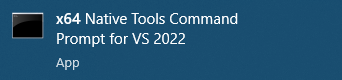 x64 Native Tools Command
Prompt for VS 2022
App